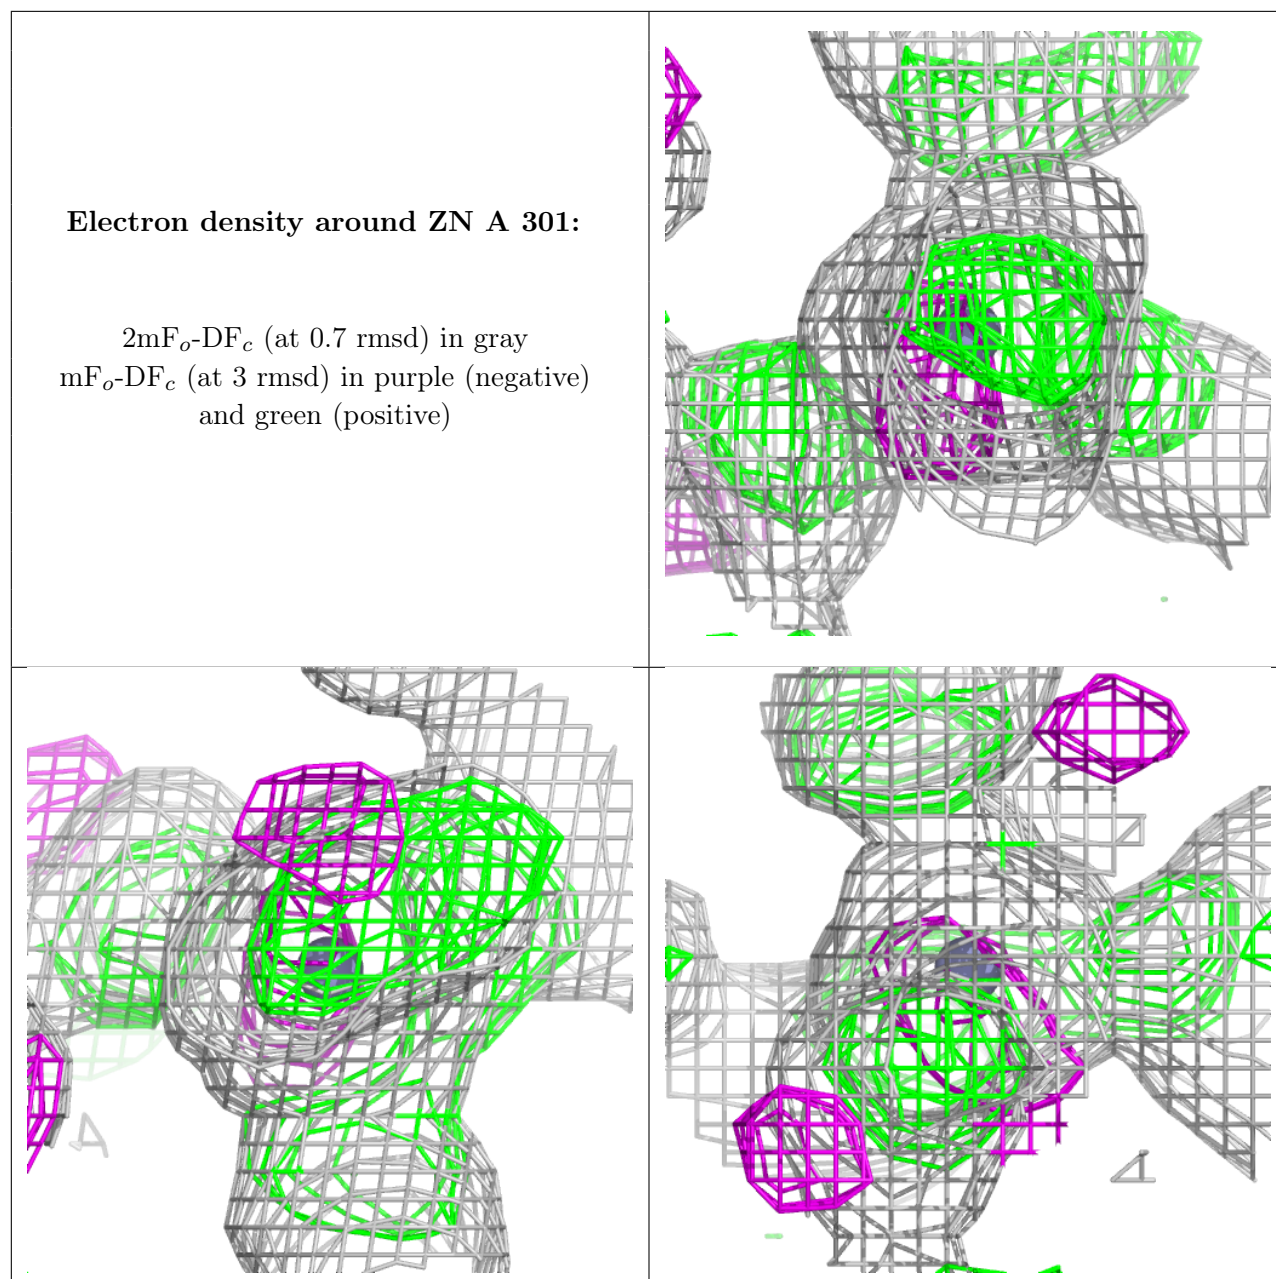 Electron density around ZN A 301:
2mFo-DFc (at 0.7 rmsd) in gray
mFo-DFc (at 3 rmsd) in purple (negative)
and green (positive)